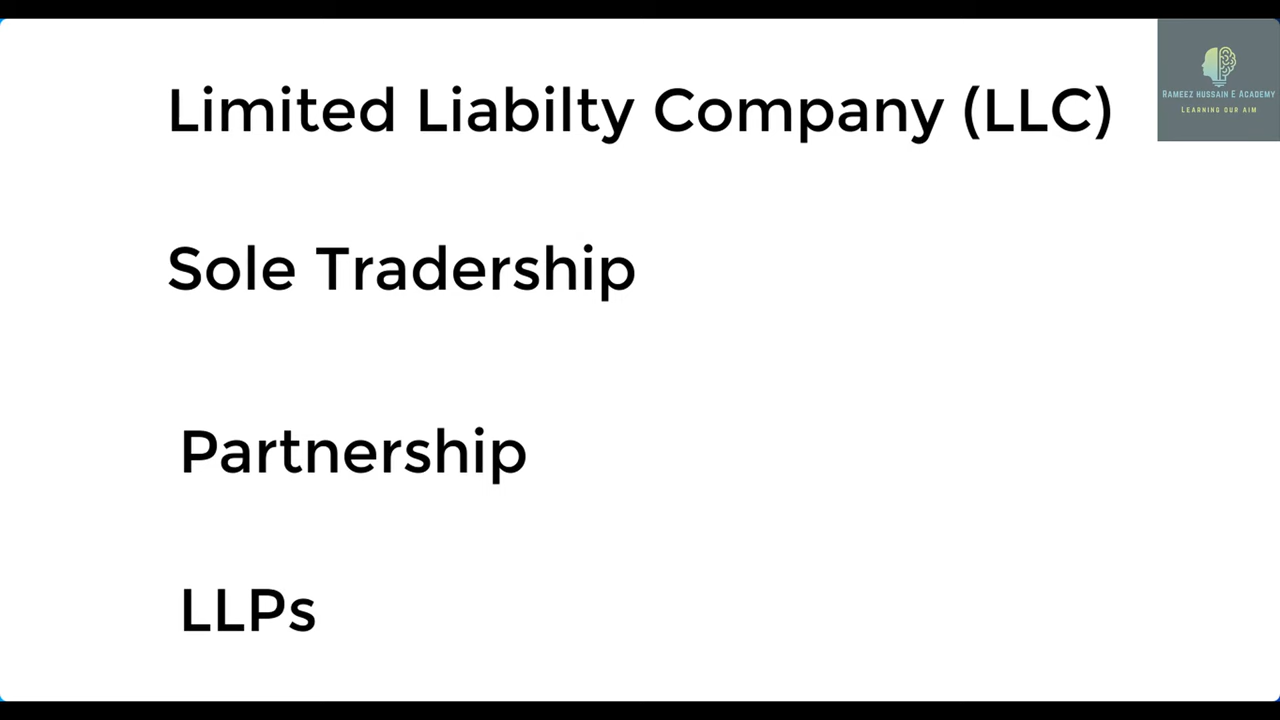 Limited Liabilty Company (LLC)
RAMEEZ HUSSAIN E ACADEMY
LEARNING OUR AIM
Sole Tradership
Partnership
LLPs